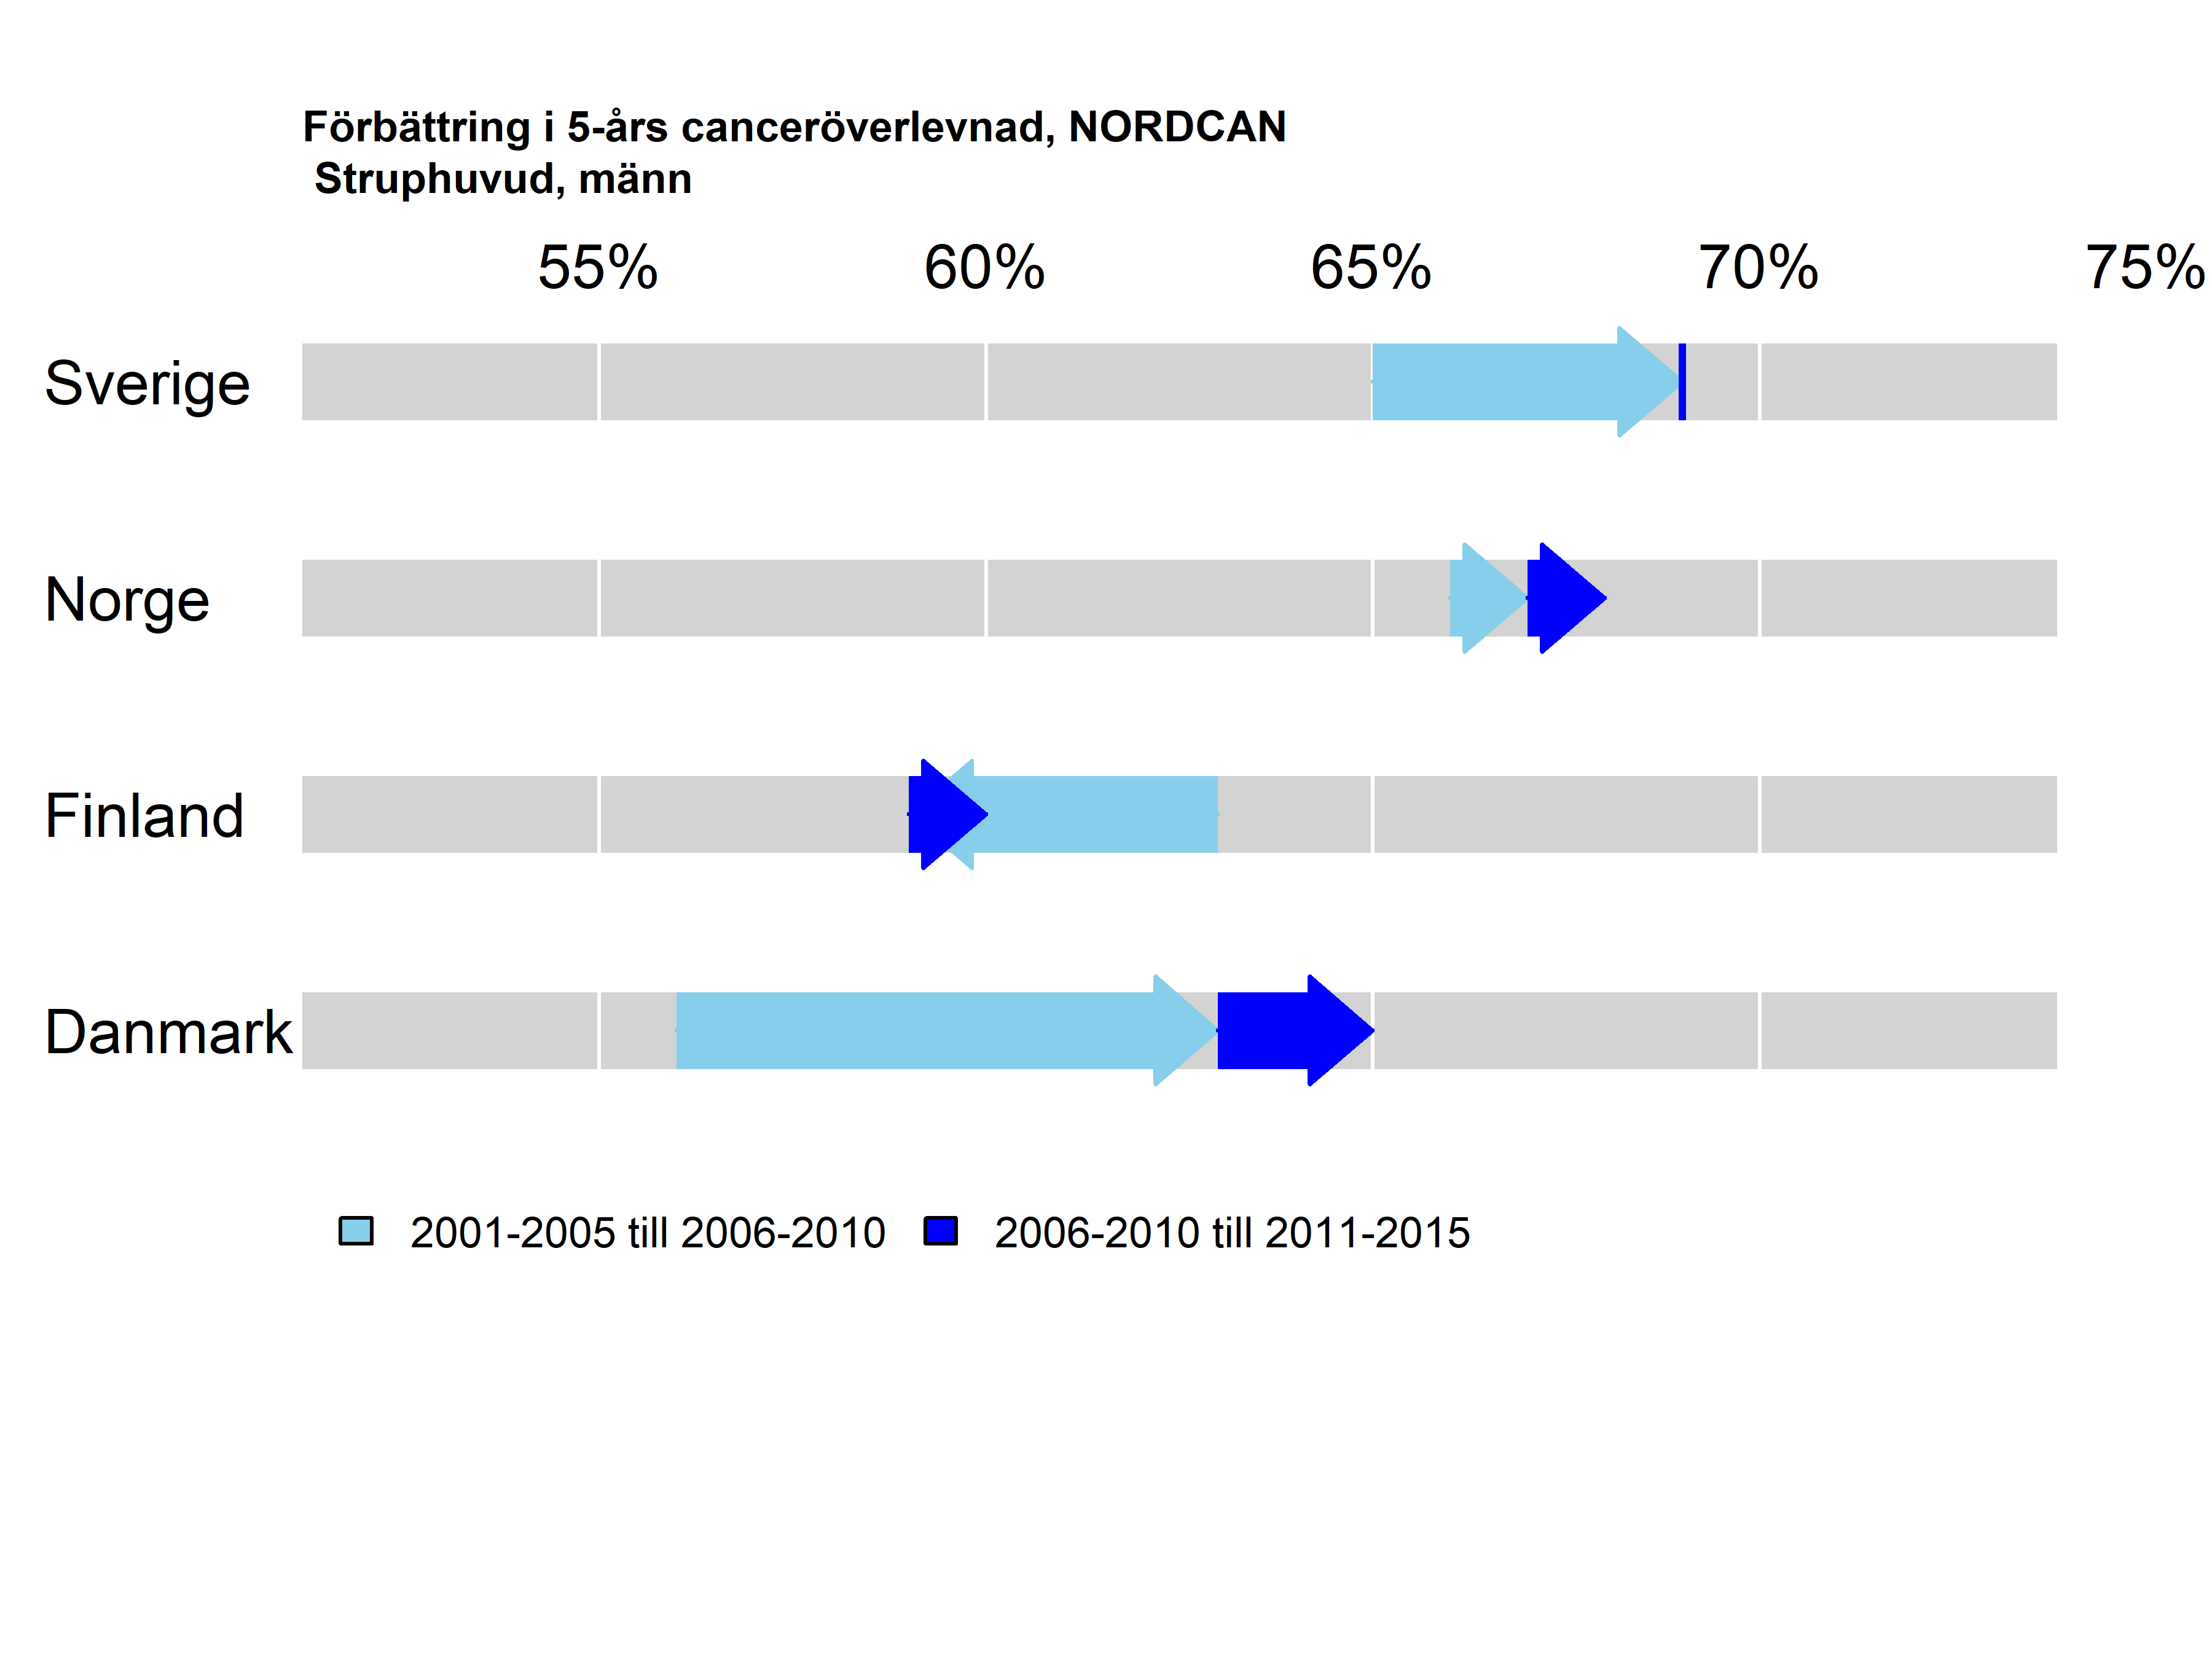 Förbättring i 5-års canceröverlevnad, NORDCAN
Struphuvud, männ
55% 60% 65% 70% 75%
Sverige
Norge
Finland
Danmark
2001-2005 till 2006-2010 2006-2010 till 2011-2015